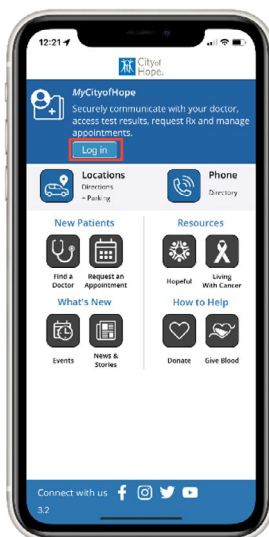 12:21
City of
Hope.
MyCityofHope
Securely communicate with your doctor,
access test results, request Rx and manage
appointments.
Log in
Locations
Directions
+ Parking
Phone
Directory
New Patients
Resources
Find a
Doctor
Request an
Appointment
Hopeful
Living
With Cancer
What's New
How to Help
Events
News &
Stories
Donate
Give Blood
Connect with us
3.2